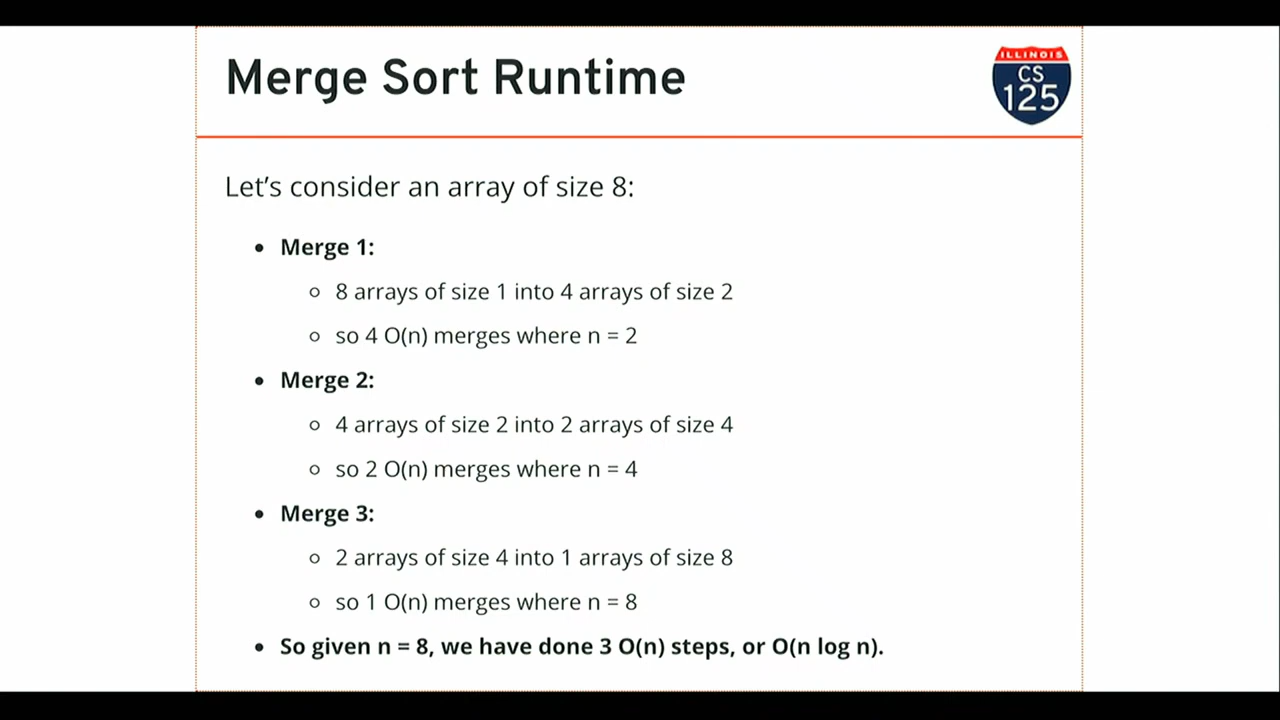 Merge Sort Runtime
ILLINOIS
CS
125
Let's consider an array of size 8:
• Merge 1:
○ 8 arrays of size 1 into 4 arrays of size 2
○ so 4 O(n) merges where n = 2
• Merge 2:
○ 4 arrays of size 2 into 2 arrays of size 4
○ so 2 O(n) merges where n = 4
• Merge 3:
○ 2 arrays of size 4 into 1 arrays of size 8
○ so 1 O(n) merges where n = 8
• So given n = 8, we have done 3 O(n) steps, or O(n log n).